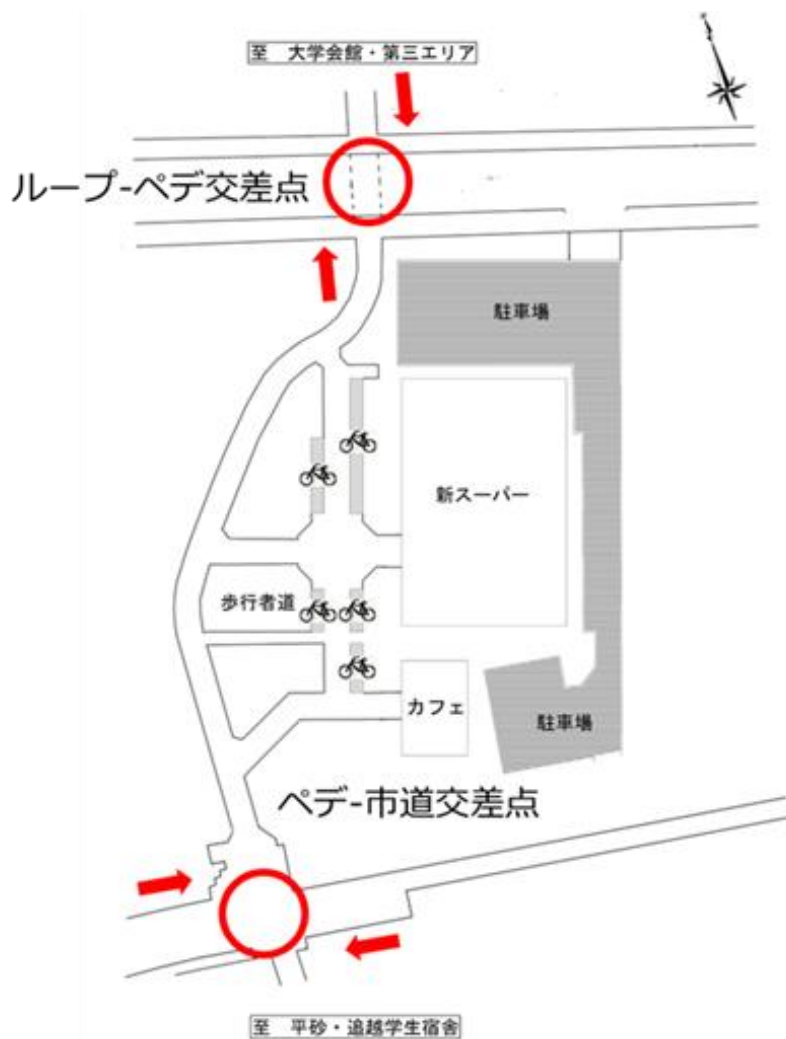 至 大学会館・第三エリア
ループ-ペデ交差点
駐車場
新スーパー
歩行者道
カフェ
駐車場
ペデ-市道交差点
至 平砂・追越学生宿舎